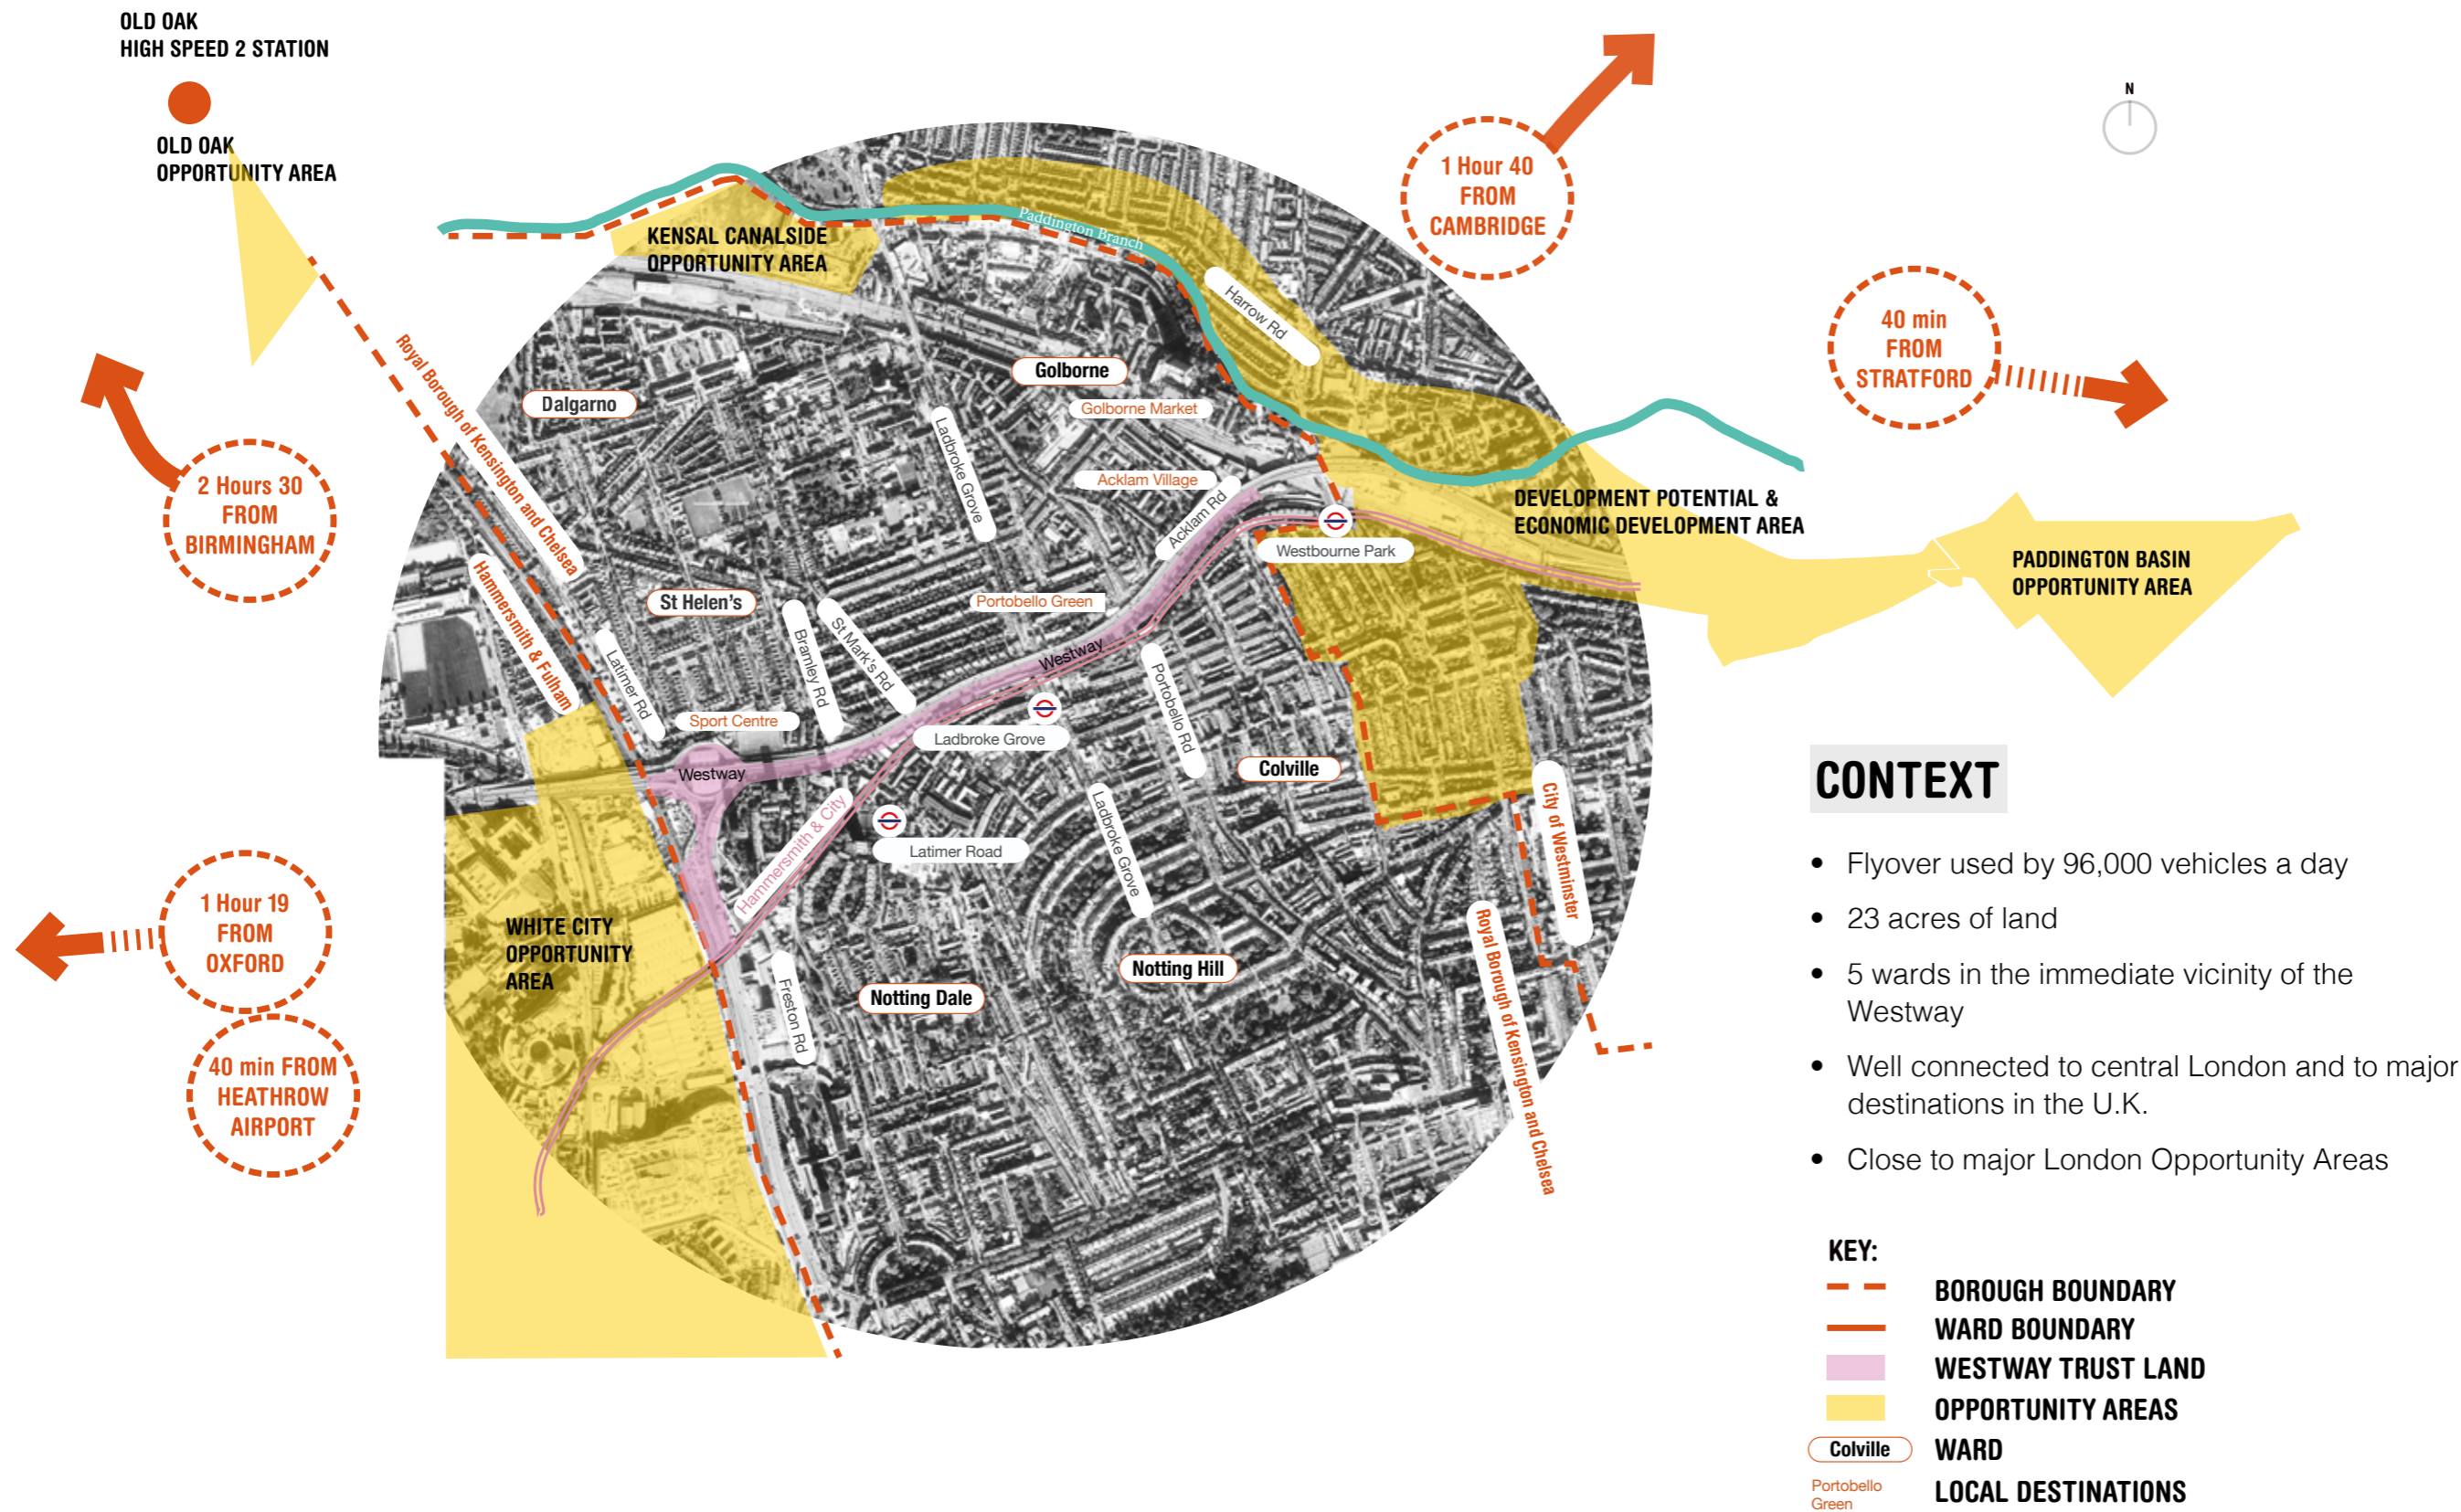 OLD OAK
HIGH SPEED 2 STATION
OLD OAK
OPPORTUNITY AREA
N
1 Hour 40
FROM
CAMBRIDGE
40 min
FROM
STRATFORD
2 Hours 30
FROM
BIRMINGHAM
1 Hour 19
FROM
OXFORD
40 min FROM
HEATHROW
AIRPORT
KENSAL CANALSIDE
OPPORTUNITY AREA
Paddington Branch
Harrow Rd
Royal Borough of Kensington and Chelsea
Hammersmith & Fulham
Dalgarno
Golborne
Golborne Market
Ladbroke Grove
Acklam Village
Acklam Rd
Westbourne Park
DEVELOPMENT POTENTIAL &
ECONOMIC DEVELOPMENT AREA
PADDINGTON BASIN
OPPORTUNITY AREA
St Helen's
Portobello Green
Latimer Rd
Bramley Rd
St Mark's Rd
Westway
Sport Centre
Ladbroke Grove
Portobello Rd
Westway
Colville
Hammersmith & City
Latimer Road
Ladbroke Grove
City of Westminster
WHITE CITY
OPPORTUNITY
AREA
Freston Rd
Notting Dale
Notting Hill
Royal Borough of Kensington and Chelsea
CONTEXT
• Flyover used by 96,000 vehicles a day
• 23 acres of land
• 5 wards in the immediate vicinity of the
Westway
• Well connected to central London and to major
destinations in the U.K.
• Close to major London Opportunity Areas
KEY:
BOROUGH BOUNDARY
WARD BOUNDARY
WESTWAY TRUST LAND
OPPORTUNITY AREAS
Colville WARD
Portobello
Green LOCAL DESTINATIONS